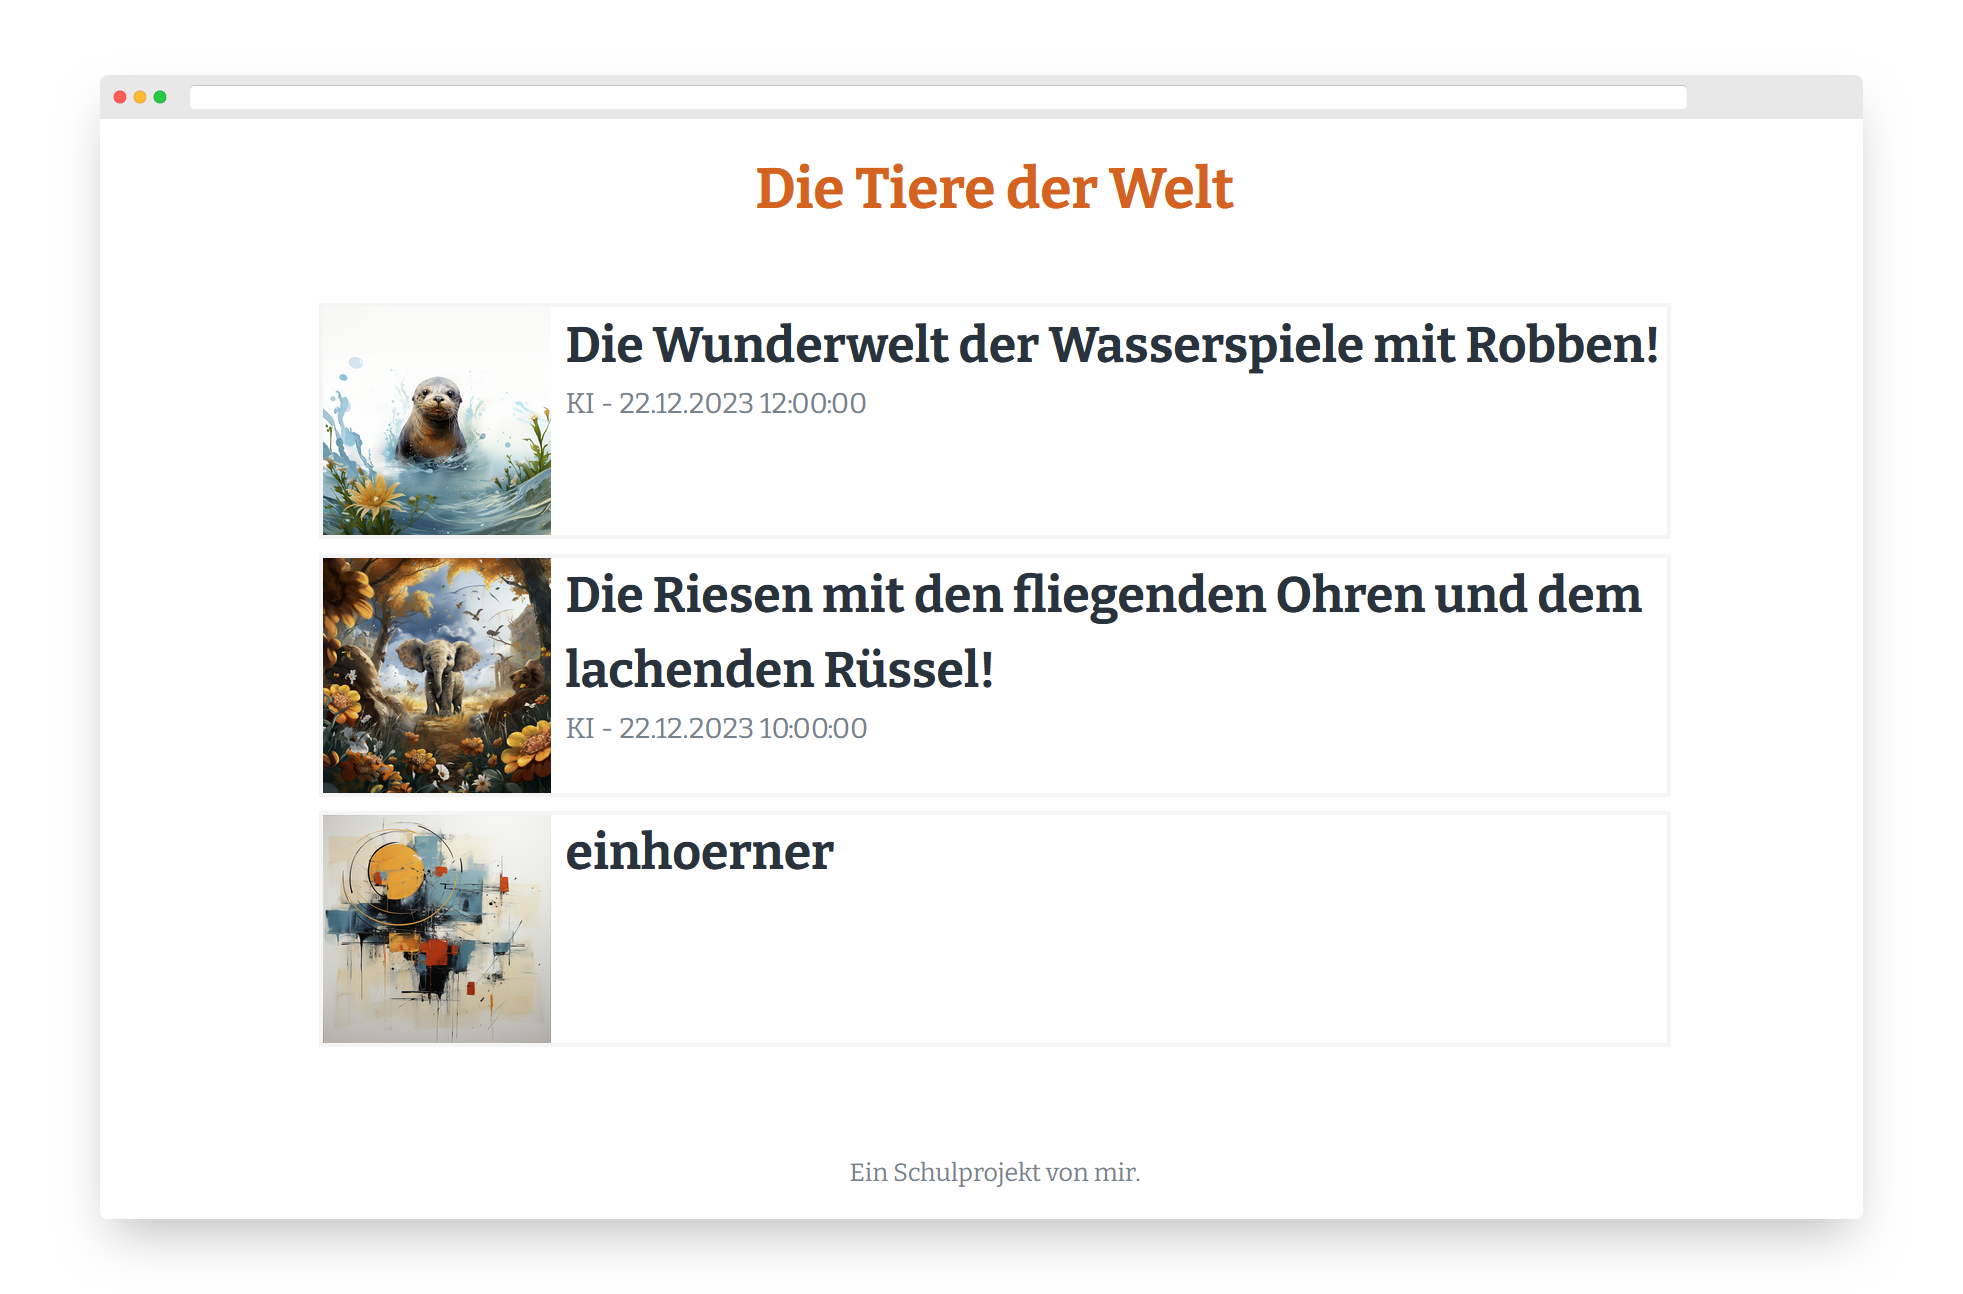 Die Tiere der Welt
Die Wunderwelt der Wasserspiele mit Robben!
KI - 22.12.2023 12:00:00
Die Riesen mit den fliegenden Ohren und dem
lachenden Rüssel!
KI - 22.12.2023 10:00:00
einhoerner
Ein Schulprojekt von mir.